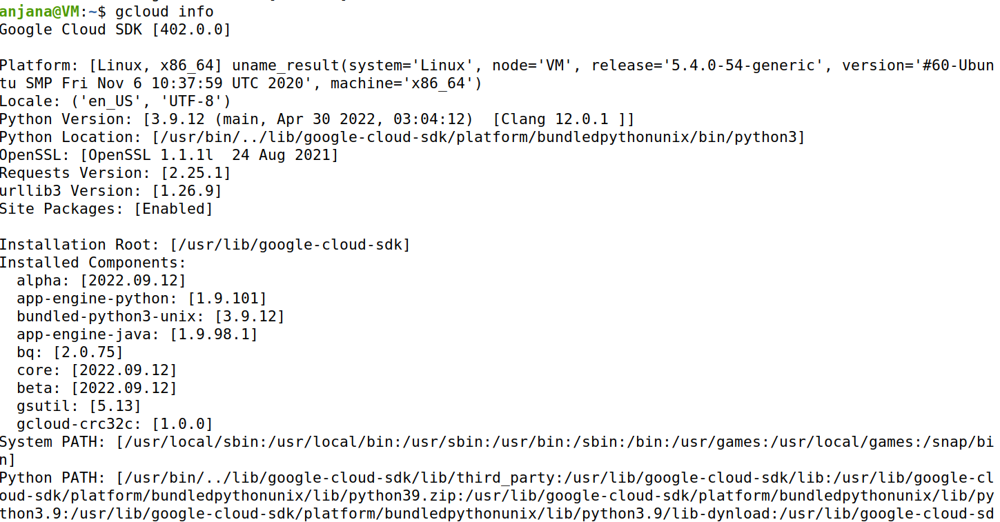 anjana@VM:~$ gcloud info
Google Cloud SDK [402.0.0]
Platform: [Linux, x86_64] uname_result(system='Linux', node='VM', release='5.4.0-54-generic', version='#60-Ubun
tu SMP Fri Nov 6 10:37:59 UTC 2020', machine='x86_64')
Locale: ('en_US', 'UTF-8')
Python Version: [3.9.12 (main, Apr 30 2022, 03:04:12)  [Clang 12.0.1 ]]
Python Location: [/usr/bin/../lib/google-cloud-sdk/platform/bundledpythonunix/bin/python3]
OpenSSL: [OpenSSL 1.1.1l  24 Aug 2021]
Requests Version: [2.25.1]
urllib3 Version: [1.26.9]
Site Packages: [Enabled]
Installation Root: [/usr/lib/google-cloud-sdk]
Installed Components:
  alpha: [2022.09.12]
  app-engine-python: [1.9.101]
  bundled-python3-unix: [3.9.12]
  app-engine-java: [1.9.98.1]
  bq: [2.0.75]
  core: [2022.09.12]
  beta: [2022.09.12]
  gsutil: [5.13]
  gcloud-crc32c: [1.0.0]
System PATH: [/usr/local/sbin:/usr/local/bin:/usr/sbin:/usr/bin:/sbin:/bin:/usr/games:/usr/local/games:/snap/bi
n]
Python PATH: [/usr/bin/../lib/google-cloud-sdk/lib/third_party:/usr/lib/google-cloud-sdk/lib:/usr/lib/google-cl
oud-sdk/platform/bundledpythonunix/lib/python39.zip:/usr/lib/google-cloud-sdk/platform/bundledpythonunix/lib/py
thon3.9:/usr/lib/google-cloud-sdk/platform/bundledpythonunix/lib/python3.9/lib-dynload:/usr/lib/google-cloud-sd